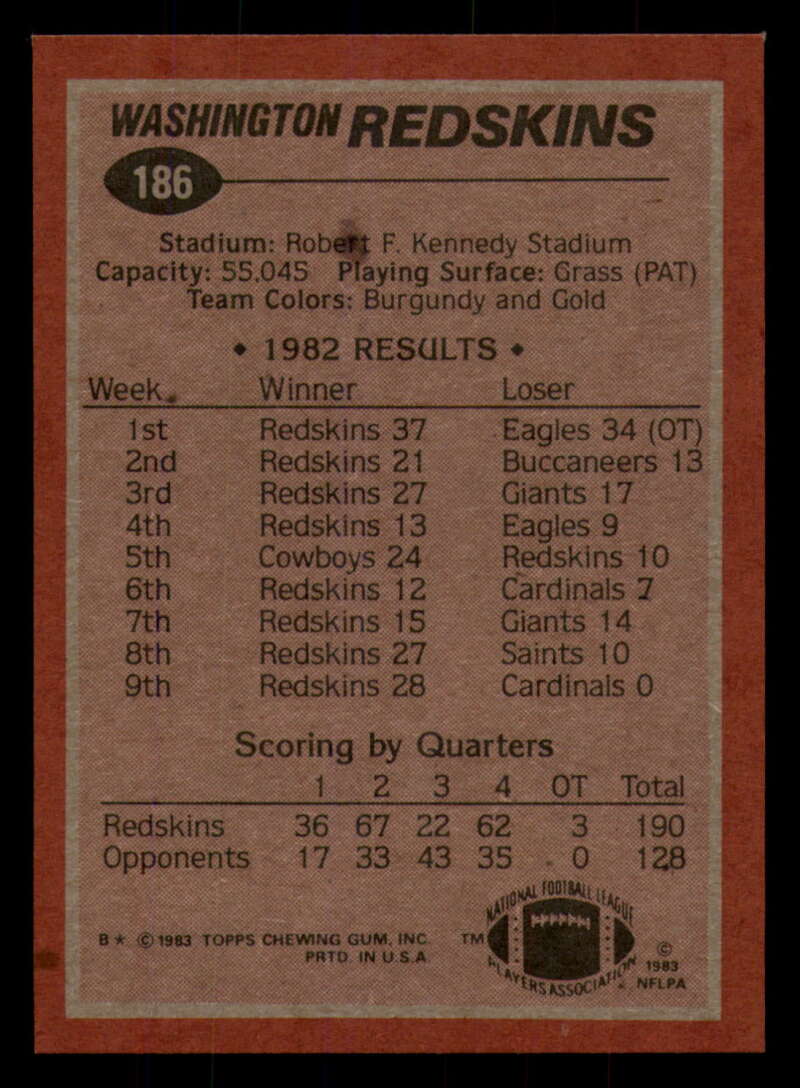 WASHINGTON REDSKINS
186
Stadium: Robert F. Kennedy Stadium
Capacity: 55,045 Playing Surface: Grass (PAT)
Team Colors: Burgundy and Gold
♦ 1982 RESULTS ♦
Week Winner Loser
1st Redskins 37 Eagles 34 (OT)
2nd Redskins 21 Buccaneers 13
3rd Redskins 27 Giants 17
4th Redskins 13 Eagles 9
5th Cowboys 24 Redskins 10
6th Redskins 12 Cardinals 7
7th Redskins 15 Giants 14
8th Redskins 27 Saints 10
9th Redskins 28 Cardinals 0
Scoring by Quarters
1 2 3 4 OT Total
Redskins 36 67 22 62 3 190
Opponents 17 33 43 35 0 128
NATIONAL FOOTBALL LEAGUE
PLAYERS ASSOCIATION
B★ ©1983 TOPPS CHEWING GUM, INC. TM
PRTD. IN U.S.A.
© 1983 NFLPA